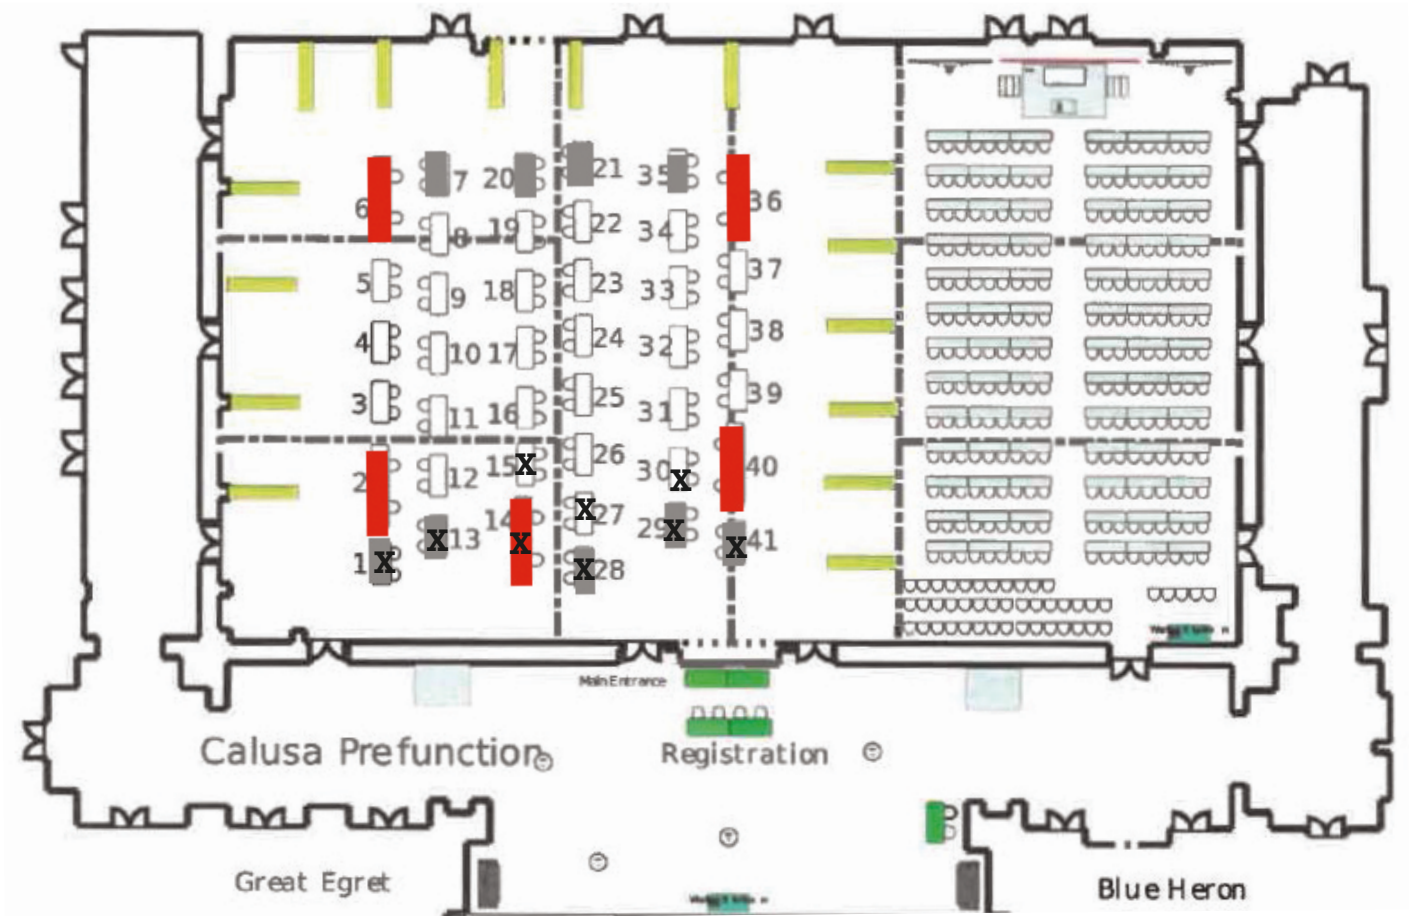 7 20 21 35
6 36
8 19 22 34
5 18 23 33 37
9
4 10 17 24 32 38
3 11 16 25 31 39
2 12 15 X 26 30 X 40
14 X X 27 29 X
1 X X 13 X 28 X 41
Main Entrance
Calusa Prefunction
Registration
Great Egret
Blue Heron